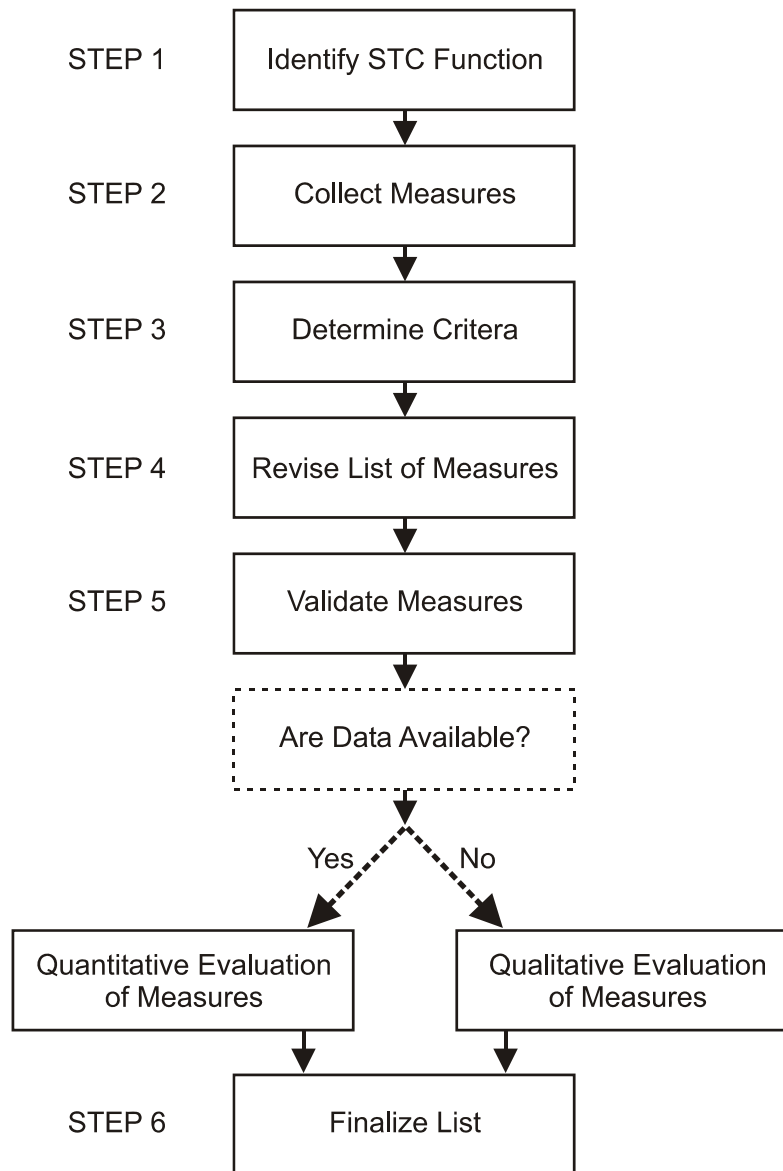 STEP 1
Identify STC Function
STEP 2
Collect Measures
STEP 3
Determine Critera
STEP 4
Revise List of Measures
STEP 5
Validate Measures
Are Data Available?
Yes
No
Quantitative Evaluation
of Measures
Qualitative Evaluation
of Measures
STEP 6
Finalize List